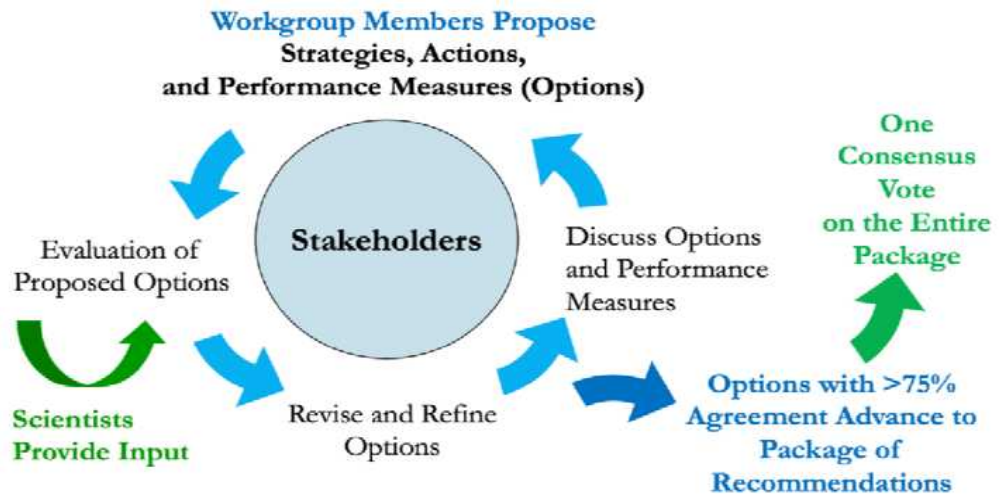 Workgroup Members Propose
Strategies, Actions,
and Performance Measures (Options)
One
Consensus
Vote
on the Entire
Package
Stakeholders
Evaluation of
Proposed Options
Discuss Options
and Performance
Measures
Scientists
Provide Input
Revise and Refine
Options
Options with >75%
Agreement Advance to
Package of
Recommendations